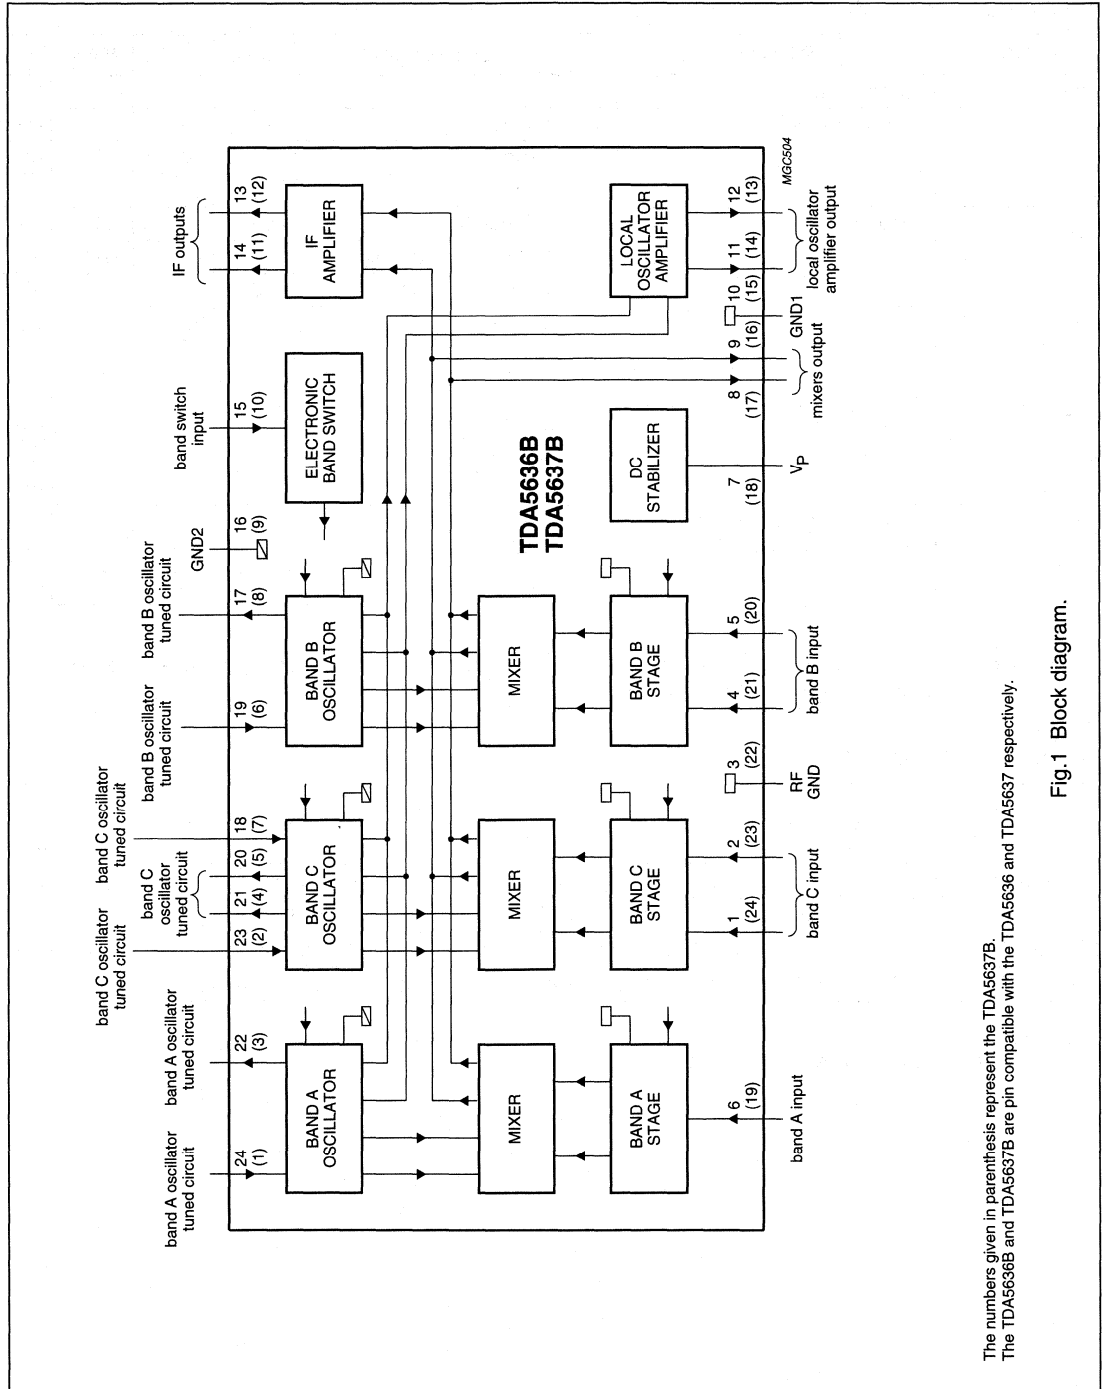 band A oscillator
tuned circuit
band A oscillator
tuned circuit
band C oscillator
tuned circuit
band C
oscillator
tuned circuit
band C oscillator
tuned circuit
band B oscillator
tuned circuit
band B oscillator
tuned circuit
GND2
band switch
input
IF outputs
24
(1)
22
(3)
23
(2)
21
(4)
20
(5)
18
(7)
19
(6)
17
(8)
16
(9)
15
(10)
14
(11)
13
(12)
BAND A
OSCILLATOR
BAND C
OSCILLATOR
BAND B
OSCILLATOR
ELECTRONIC
BAND SWITCH
IF
AMPLIFIER
MIXER
MIXER
MIXER
TDA5636B
TDA5637B
BAND A
STAGE
BAND C
STAGE
BAND B
STAGE
DC
STABILIZER
LOCAL
OSCILLATOR
AMPLIFIER
6
(19)
1
(24)
2
(23)
3
(22)
4
(21)
5
(20)
7
(18)
8
(17)
9
(16)
10
(15)
11
(14)
12
(13)
band A input
band C input
RF
GND
band B input
VP
mixers output
GND1
local oscillator
amplifier output
MGC504
The numbers given in parenthesis represent the TDA5637B.
The TDA5636B and TDA5637B are pin compatible with the TDA5636 and TDA5637 respectively.
Fig.1 Block diagram.